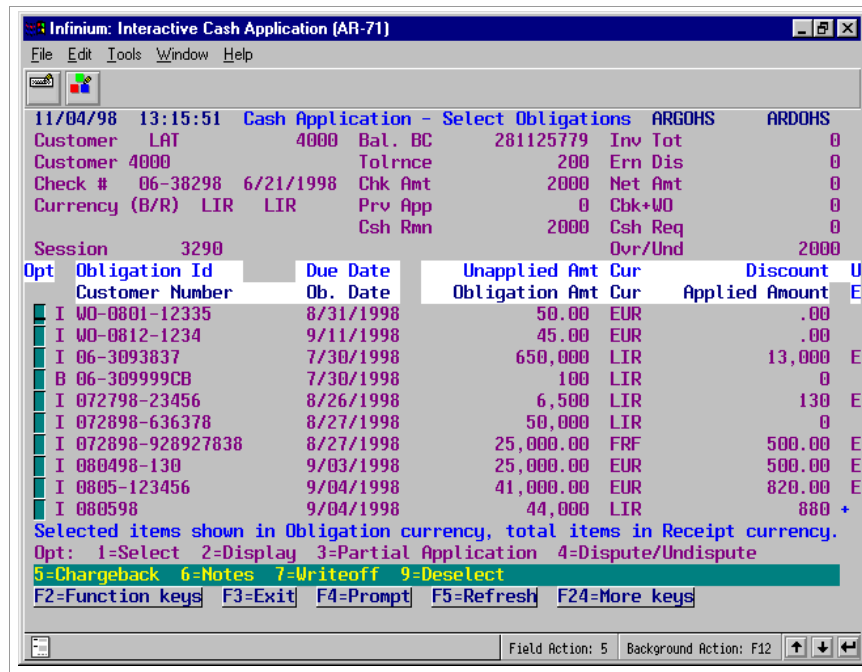 Infinium: Interactive Cash Application (AR-71)
File Edit Tools Window Help
11/04/98 13:15:51 Cash Application - Select Obligations ARGOHS ARDOHS
Customer LAT 4000 Bal. BC 281125779 Inv Tot 0
Customer 4000 Tolrnce 200 Ern Dis 0
Check # 06-38298 6/21/1998 Chk Amt 2000 Net Amt 0
Currency (B/R) LIR LIR Prv App 0 Cbk+WO 0
Csh Rmn 2000 Csh Req 0
Session 3290 Ovr/Und 2000
Opt Obligation Id Due Date Unapplied Amt Cur Discount U
Customer Number Ob. Date Obligation Amt Cur Applied Amount E
I WO-0801-12335 8/31/1998 50.00 EUR .00
I WO-0812-1234 9/11/1998 45.00 EUR .00
I 06-3093837 7/30/1998 650,000 LIR 13,000 E
B 06-309999CB 7/30/1998 100 LIR 0
I 072798-23456 8/26/1998 6,500 LIR 130 E
I 072898-636378 8/27/1998 50,000 LIR 0
I 072898-928927838 8/27/1998 25,000.00 FRF 500.00 E
I 080498-130 9/03/1998 25,000.00 EUR 500.00 E
I 0805-123456 9/04/1998 41,000.00 EUR 820.00 E
I 080598 9/04/1998 44,000 LIR 880 +
Selected items shown in Obligation currency, total items in Receipt currency.
Opt: 1=Select 2=Display 3=Partial Application 4=Dispute/Undispute
5=Chargeback 6=Notes 7=Writeoff 9=Deselect
F2=Function keys F3=Exit F4=Prompt F5=Refresh F24=More keys
Field Action: 5 Background Action: F12